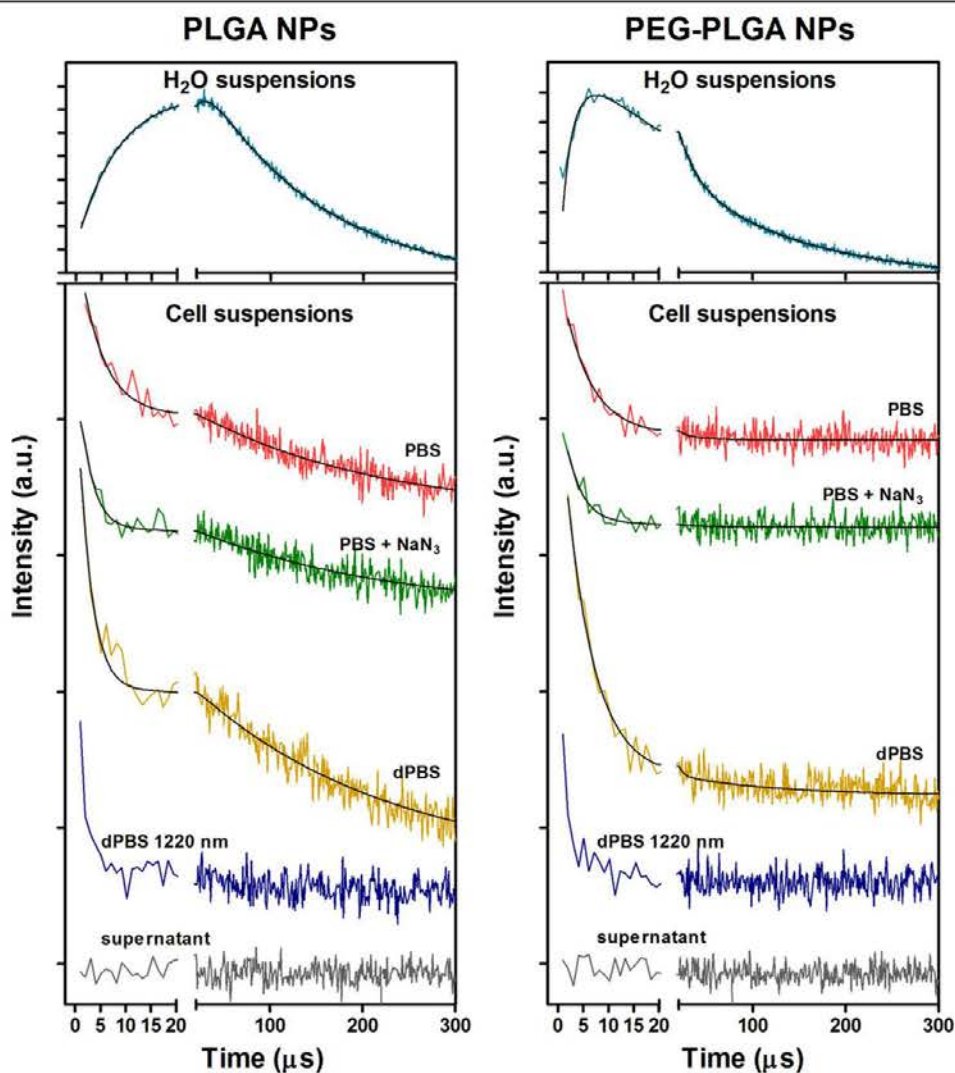 PLGA NPs
H₂O suspensions
Cell suspensions
PBS
PBS + NaN₃
dPBS
dPBS 1220 nm
supernatant
Intensity (a.u.)
0 5 10 15 20 100 200 300
Time (μs)
PEG-PLGA NPs
H₂O suspensions
Cell suspensions
PBS
PBS + NaN₃
dPBS
dPBS 1220 nm
supernatant
Intensity (a.u.)
0 5 10 15 20 100 200 300
Time (μs)